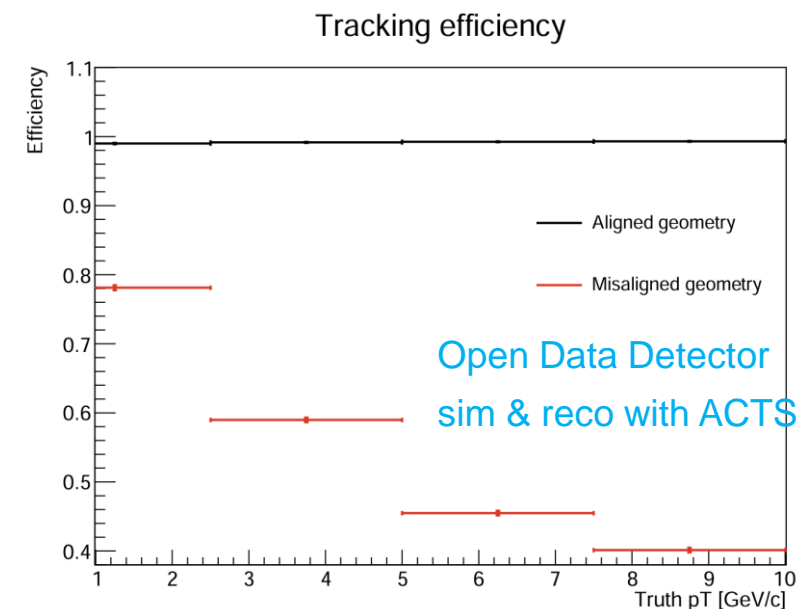 Tracking efficiency
Efficiency
1.1
1
0.9
0.8
0.7
0.6
0.5
0.4
Aligned geometry
Misaligned geometry
Open Data Detector
sim & reco with ACTS
1 2 3 4 5 6 7 8 9 10
Truth pT [GeV/c]